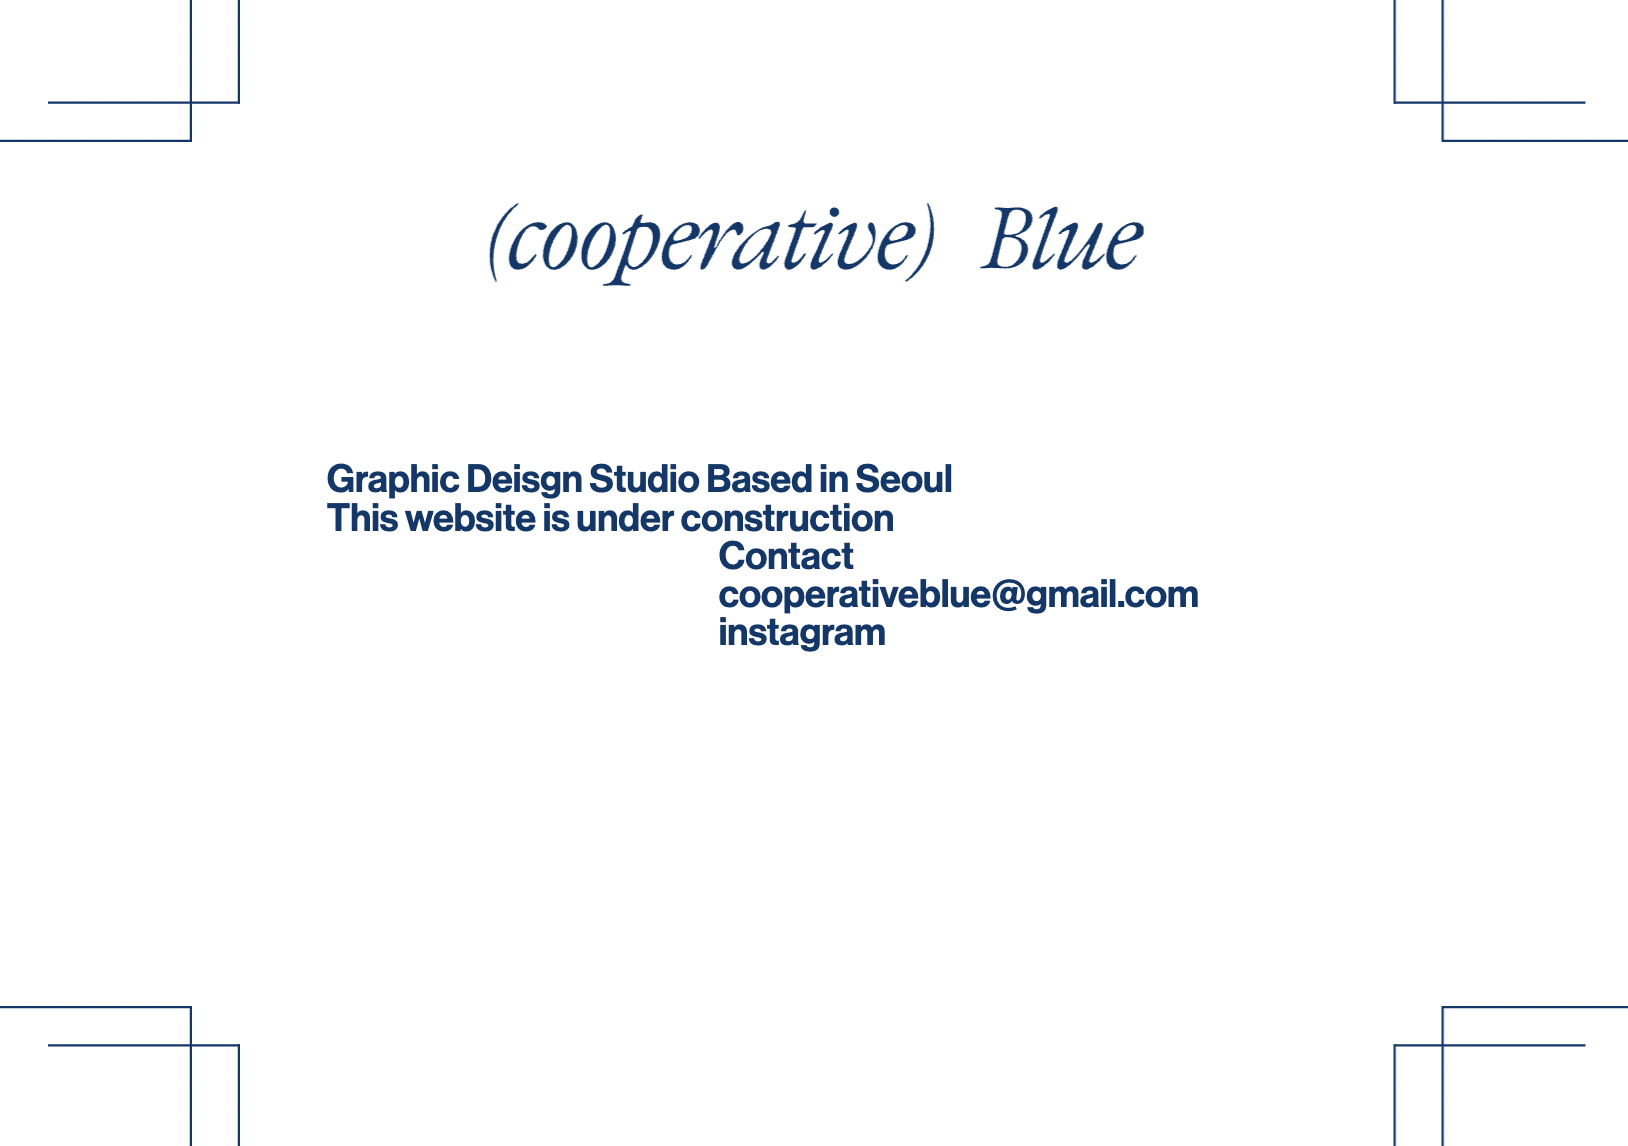 (cooperative) Blue
Graphic Deisgn Studio Based in Seoul
This website is under construction
Contact
cooperativeblue@gmail.com
instagram